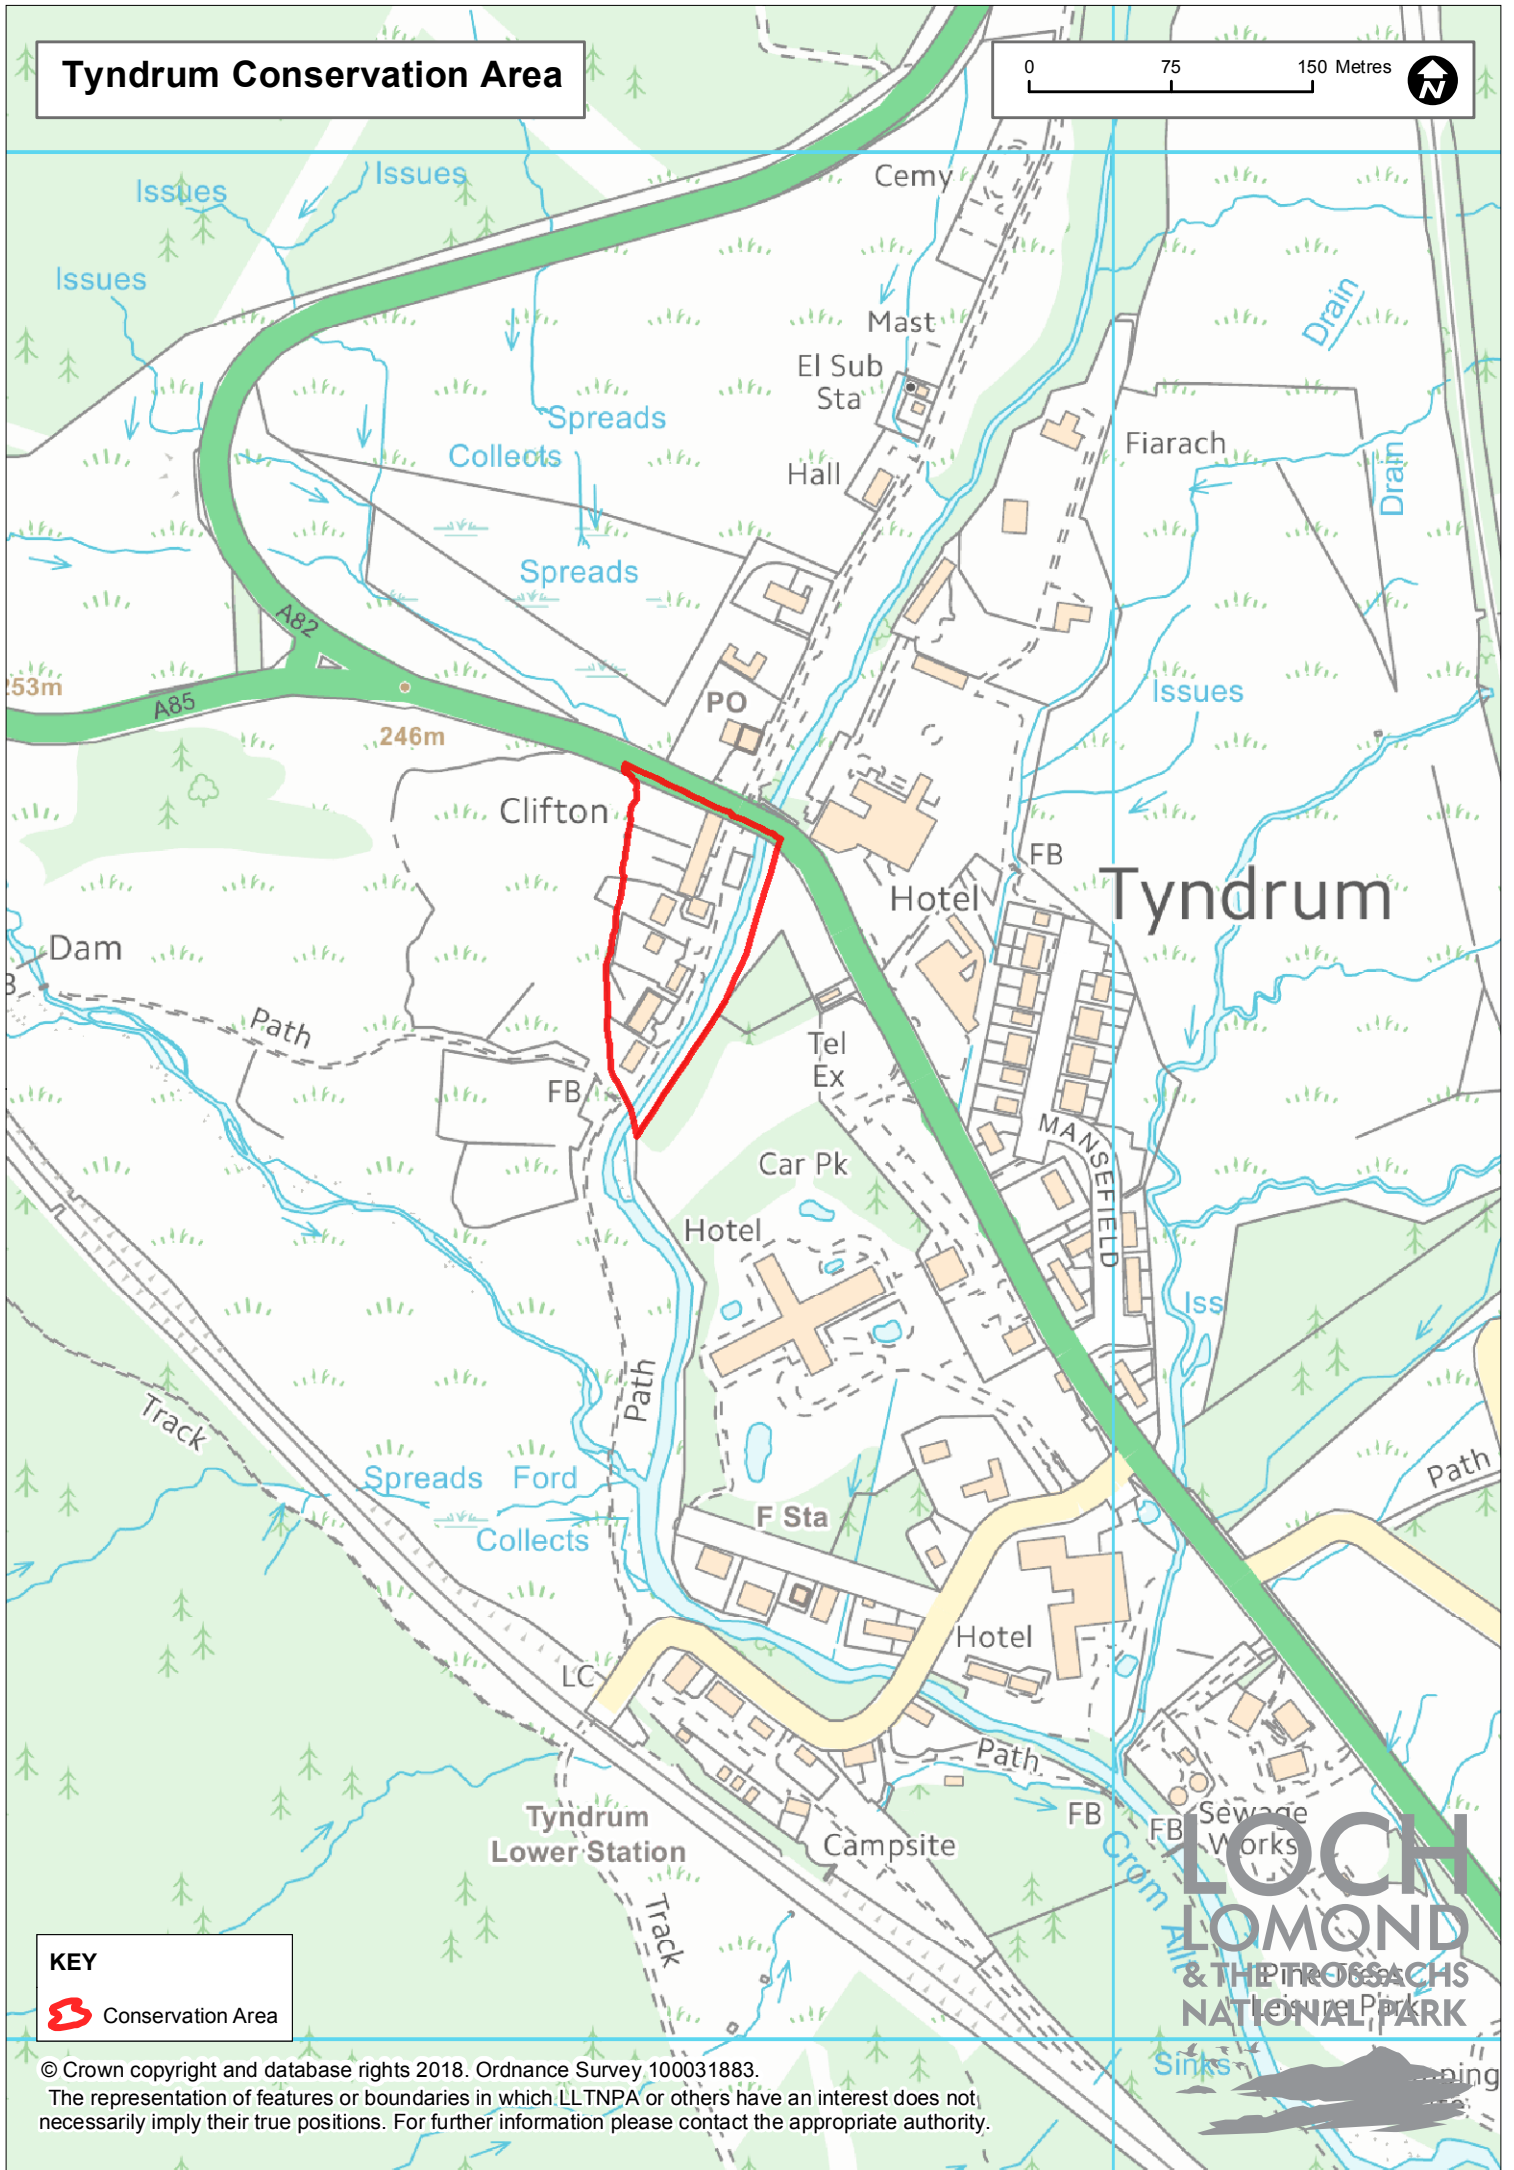 Tyndrum Conservation Area
0 75 150 Metres
N
Cemy
Issues
Issues
Issues
Drain
Mast
El Sub
Sta
Spreads
Collects
Fiarach
Hall
Drain
Spreads
A82
253m
A85
PO
Issues
246m
Clifton
FB
Tyndrum
Hotel
Dam
Path
Tel
Ex
FB
MANSEFIELD
Car Pk
Hotel
Iss
Path
Track
Spreads Ford
Path
F Sta
Collects
Hotel
LC
Path
Tyndrum
Lower Station
FB
Sewage
Works
FB
Campsite
Crom Allt
Track
LOCH
LOMOND
& THE TROSSACHS
NATIONAL PARK
Pine Trees
Leisure Park
Sinks
KEY
Conservation Area
© Crown copyright and database rights 2018. Ordnance Survey 100031883.
The representation of features or boundaries in which LLTNPA or others have an interest does not
necessarily imply their true positions. For further information please contact the appropriate authority.